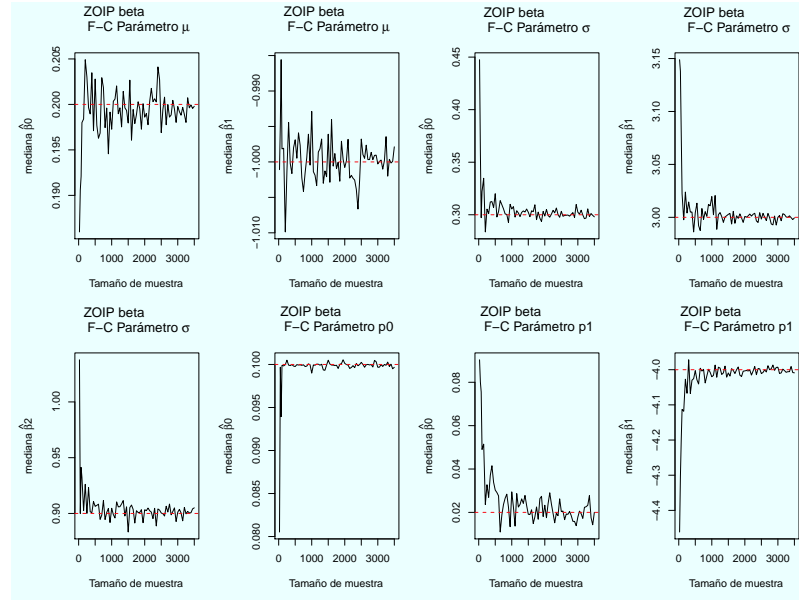 ZOIP beta
F−C Parámetro μ
mediana β̂0
0.190
0.195
0.200
0.205
0 1000 2000 3000
Tamaño de muestra
ZOIP beta
F−C Parámetro μ
mediana β̂1
−1.010
−1.000
−0.990
0 1000 2000 3000
Tamaño de muestra
ZOIP beta
F−C Parámetro σ
mediana β̂0
0.30
0.35
0.40
0.45
0 1000 2000 3000
Tamaño de muestra
ZOIP beta
F−C Parámetro σ
mediana β̂1
3.00
3.05
3.10
3.15
0 1000 2000 3000
Tamaño de muestra
ZOIP beta
F−C Parámetro σ
mediana β̂2
0.90
0.95
1.00
0 1000 2000 3000
Tamaño de muestra
ZOIP beta
F−C Parámetro p0
mediana β̂0
0.080
0.085
0.090
0.095
0.100
0 1000 2000 3000
Tamaño de muestra
ZOIP beta
F−C Parámetro p1
mediana β̂0
0.02
0.04
0.06
0.08
0 1000 2000 3000
Tamaño de muestra
ZOIP beta
F−C Parámetro p1
mediana β̂1
−4.4
−4.3
−4.2
−4.1
−4.0
0 1000 2000 3000
Tamaño de muestra